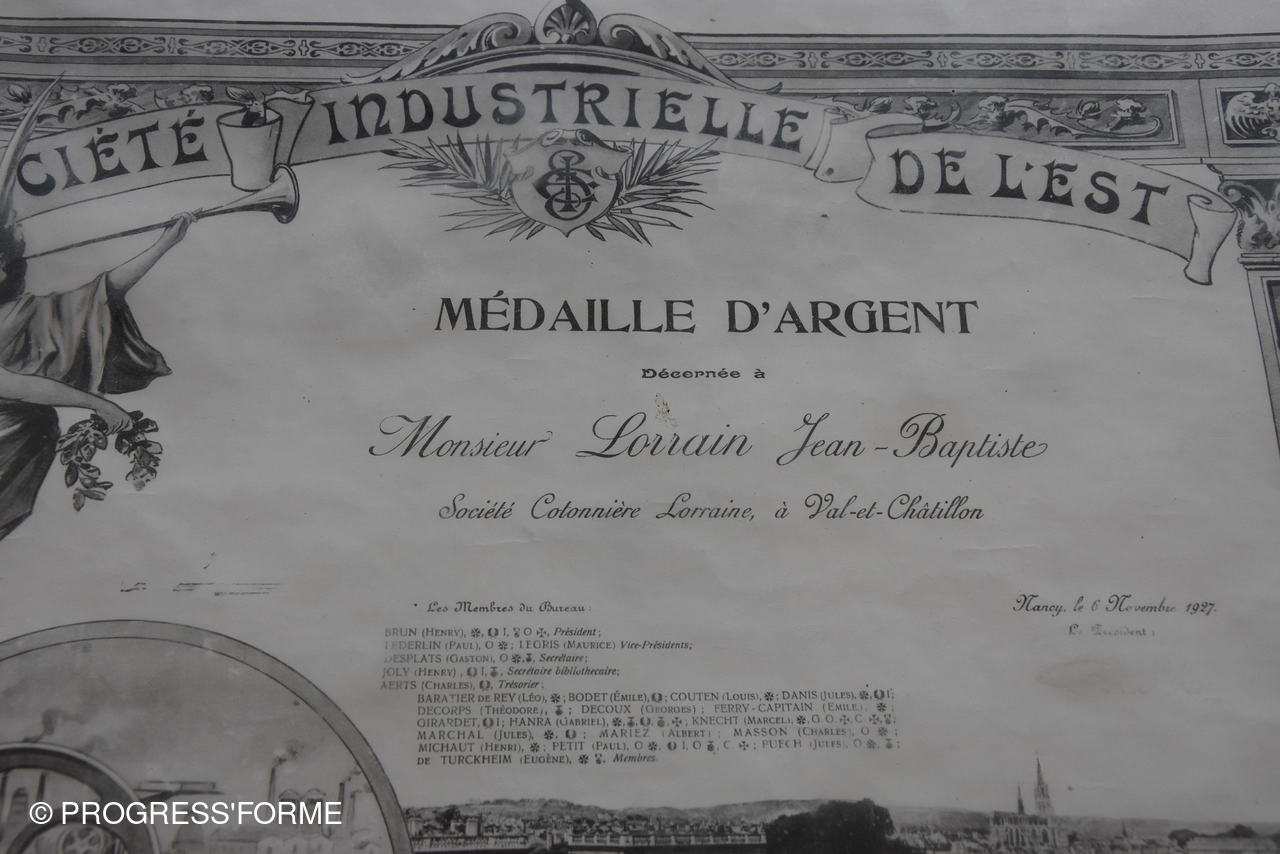 CIÉTÉ INDUSTRIELLE DE L'EST
MÉDAILLE D'ARGENT
Décernée à
Monsieur Lorrain Jean-Baptiste
Société Cotonnière Lorraine, à Val-et-Châtillon
Les Membres du Bureau:
Nancy, le 6 Novembre 1927.
Le Président:
BRUN (HENRY), I, O, Président;
FEDERLIN (PAUL), O; LEGRIS (MAURICE) Vice-Présidents;
DESPLATS (GASTON), O, Secrétaire;
JOLY (HENRY), I, Secrétaire bibliothecaire;
AERTS (CHARLES), Trésorier;
BARATIER DE REY (LÉO), ; BODET (ÉMILE), ; COUTEN (LOUIS), ; DANIS (JULES), I;
DECORPS (THÉODORE), ; DECOUX (GEORGES); FERRY-CAPITAIN (ÉMILE), ;
GIRARDET, I; HANRA (GABRIEL), ; KNECHT (MARCEL), G.O. C. ;
MARCHAL (JULES), ; MARIEZ (ALBERT); MASSON (CHARLES), O ;
MICHAUT (HENRI), ; PETIT (PAUL), O, I, O, C. ; PUECH (JULES), O, ;
DE TURCKHEIM (EUGÈNE), Membres.
© PROGRESS'FORME